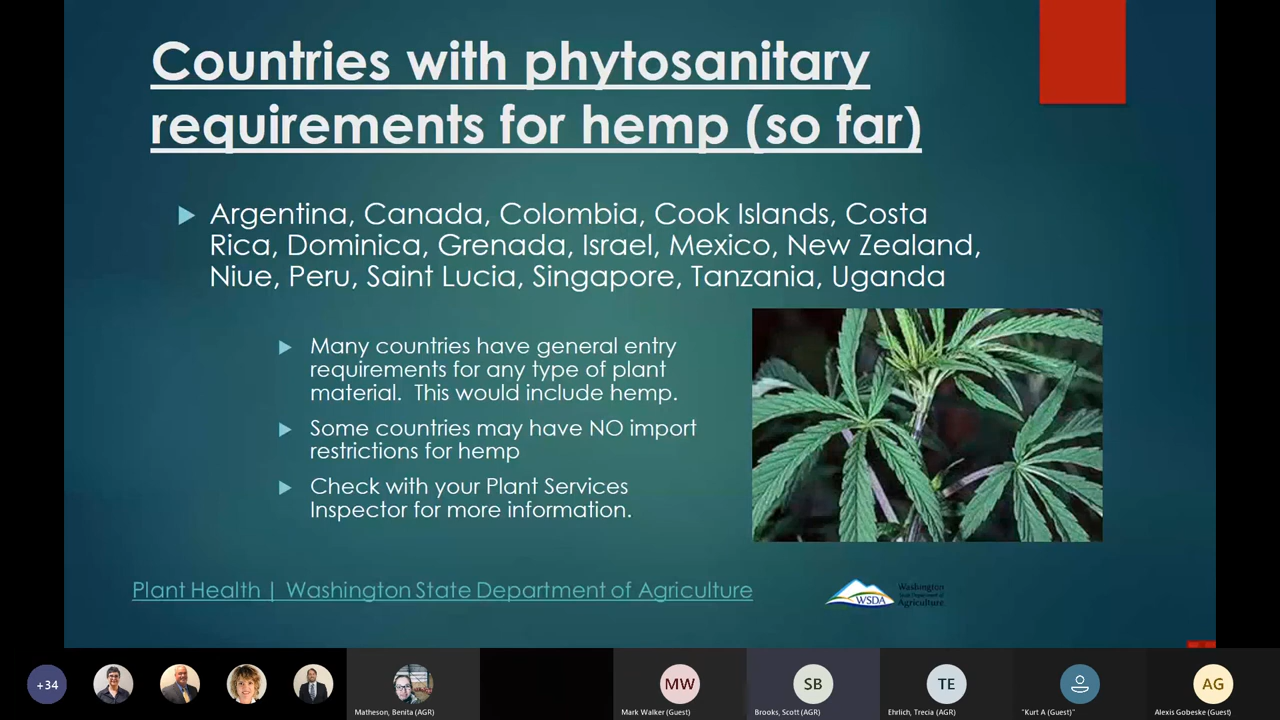 Countries with phytosanitary
requirements for hemp (so far)
Argentina, Canada, Colombia, Cook Islands, Costa
Rica, Dominica, Grenada, Israel, Mexico, New Zealand,
Niue, Peru, Saint Lucia, Singapore, Tanzania, Uganda
Many countries have general entry
requirements for any type of plant
material. This would include hemp.
Some countries may have NO import
restrictions for hemp
Check with your Plant Services
Inspector for more information.
Plant Health | Washington State Department of Agriculture
WSDA
Washington
State Department of
Agriculture
+34
MW
SB
TE
AG
Matheson, Benita (AGR)
Mark Walker (Guest)
Brooks, Scott (AGR)
Ehrlich, Trecia (AGR)
"Kurt A (Guest)"
Alexis Gobeske (Guest)